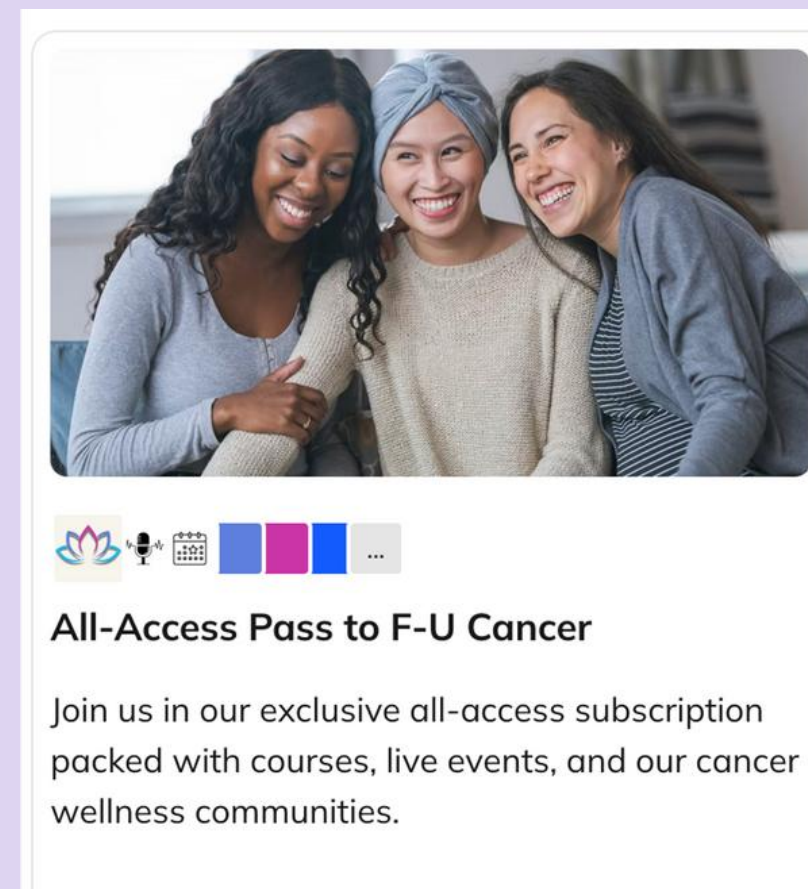 ...
All-Access Pass to F-U Cancer
Join us in our exclusive all-access subscription
packed with courses, live events, and our cancer
wellness communities.